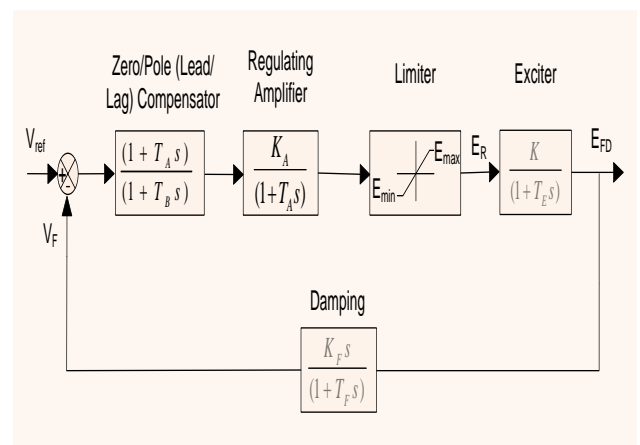 Zero/Pole (Lead/
Lag) Compensator
Regulating
Amplifier
Limiter
Exciter
V_ref
+
-
(1 + T_A s)
(1 + T_B s)
K_A
(1+T_A s)
E_max
E_min
E_R
K
(1+T_E s)
E_FD
V_F
Damping
K_F s
(1+T_F s)